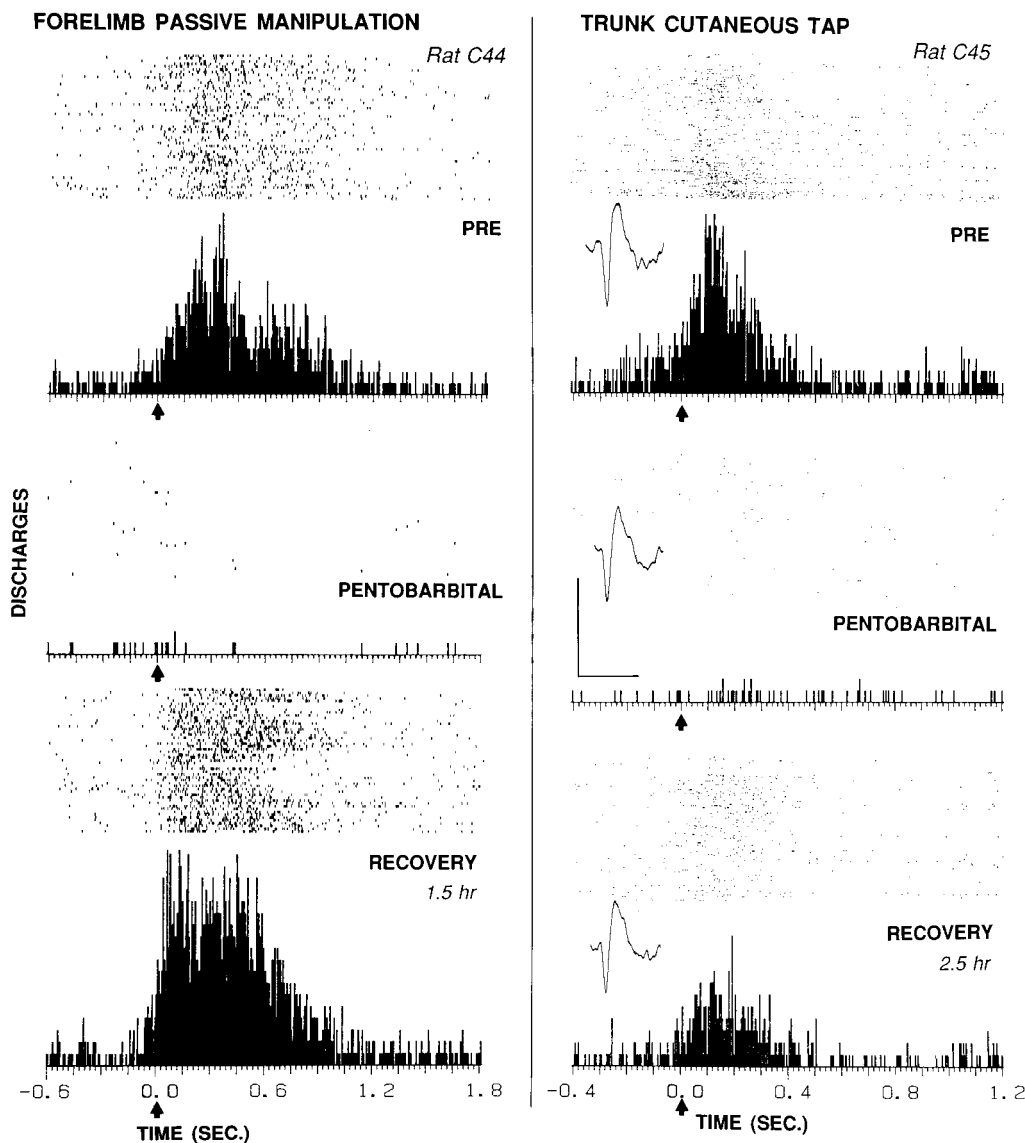 FORELIMB PASSIVE MANIPULATION
Rat C44
PRE
DISCHARGES
PENTOBARBITAL
RECOVERY
1.5 hr
-0.6 0.0 0.6 1.2 1.8
TIME (SEC.)
TRUNK CUTANEOUS TAP
Rat C45
PRE
PENTOBARBITAL
RECOVERY
2.5 hr
-0.4 0.0 0.4 0.8 1.2
TIME (SEC.)